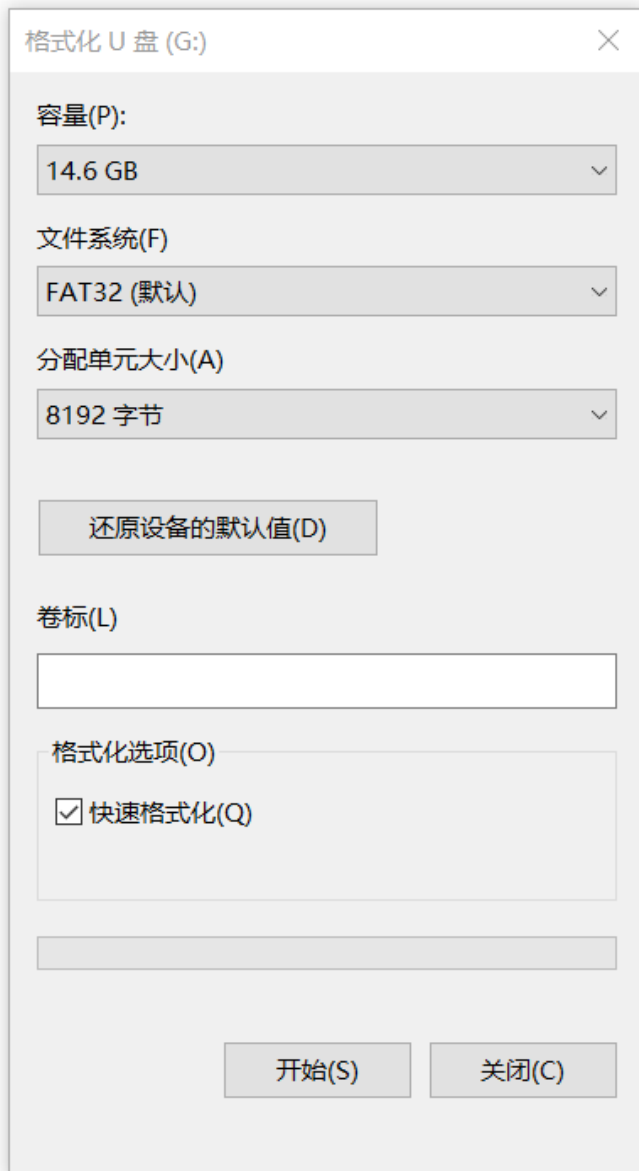 格式化 U 盘 (G:)
容量(P):
14.6 GB
文件系统(F)
FAT32 (默认)
分配单元大小(A)
8192 字节
还原设备的默认值(D)
卷标(L)
格式化选项(O)
快速格式化(Q)
开始(S) 关闭(C)